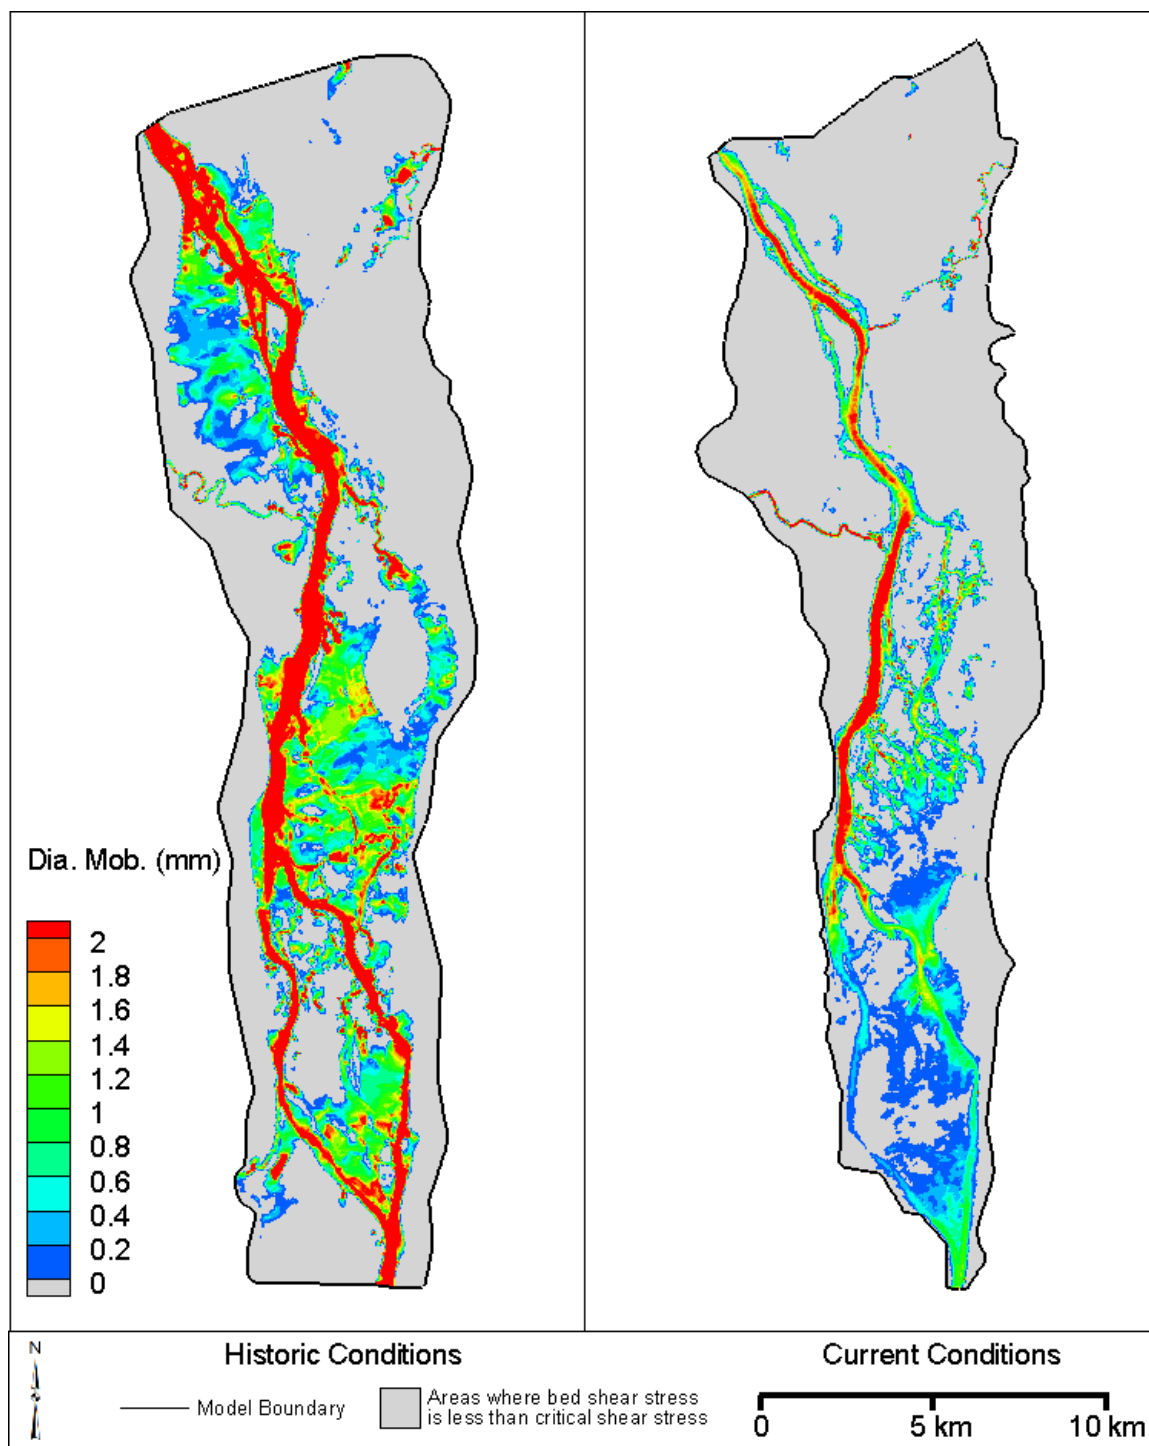 Dia. Mob. (mm)
2
1.8
1.6
1.4
1.2
1
0.8
0.6
0.4
0.2
0
N
Historic Conditions
Current Conditions
Model Boundary
Areas where bed shear stress
is less than critical shear stress
0
5 km
10 km